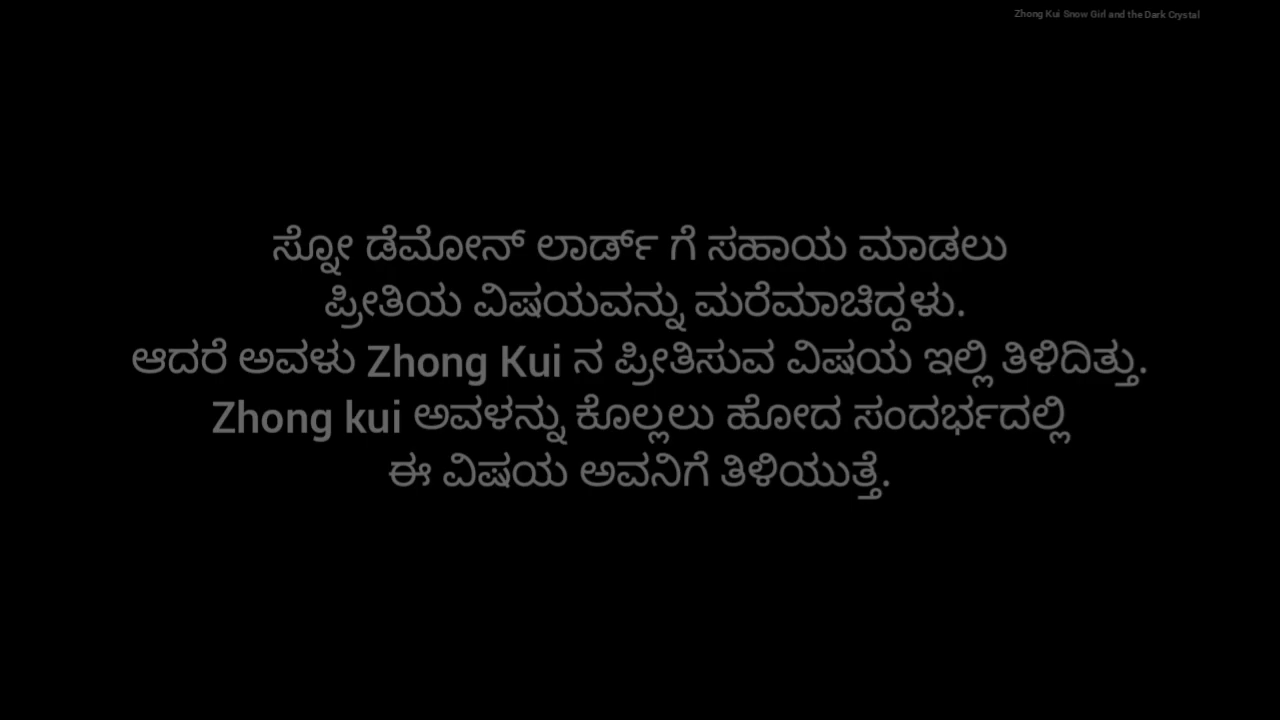 Zhong Kui Snow Girl and the Dark Crystal
ಸ್ನೋ ಡೆಮೋನ್ ಲಾರ್ಡ್ ಗೆ ಸಹಾಯ ಮಾಡಲು
ಪ್ರೀತಿಯ ವಿಷಯವನ್ನು ಮರೆಮಾಚಿದ್ದಳು.
ಆದರೆ ಅವಳು Zhong Kui ನ ಪ್ರೀತಿಸುವ ವಿಷಯ ಇಲ್ಲಿ ತಿಳಿದಿತ್ತು.
Zhong kui ಅವಳನ್ನು ಕೊಲ್ಲಲು ಹೋದ ಸಂದರ್ಭದಲ್ಲಿ
ಈ ವಿಷಯ ಅವನಿಗೆ ತಿಳಿಯುತ್ತೆ.